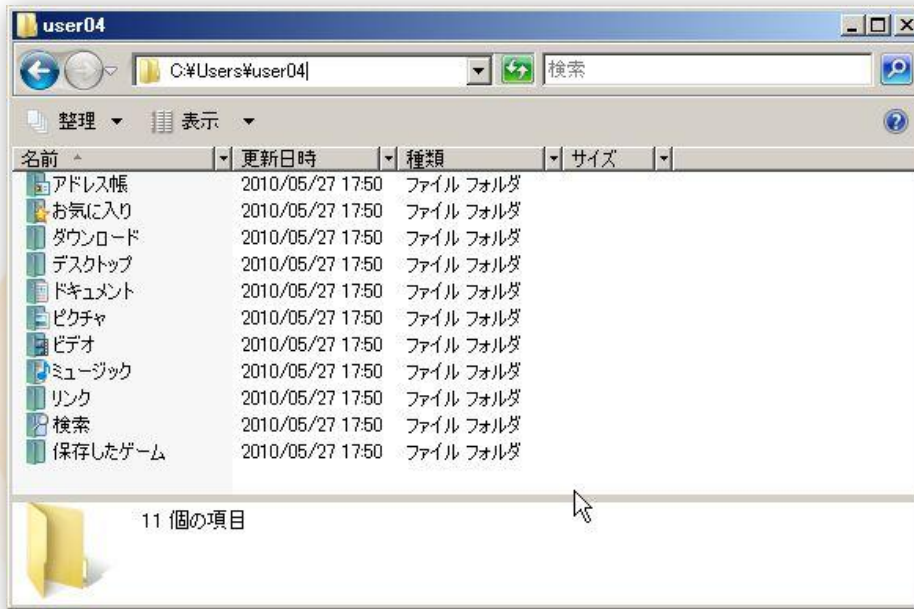 user04
C:¥Users¥user04
検索
整理 表示
名前 更新日時 種類 サイズ
アドレス帳 2010/05/27 17:50 ファイル フォルダ
お気に入り 2010/05/27 17:50 ファイル フォルダ
ダウンロード 2010/05/27 17:50 ファイル フォルダ
デスクトップ 2010/05/27 17:50 ファイル フォルダ
ドキュメント 2010/05/27 17:50 ファイル フォルダ
ピクチャ 2010/05/27 17:50 ファイル フォルダ
ビデオ 2010/05/27 17:50 ファイル フォルダ
ミュージック 2010/05/27 17:50 ファイル フォルダ
リンク 2010/05/27 17:50 ファイル フォルダ
検索 2010/05/27 17:50 ファイル フォルダ
保存したゲーム 2010/05/27 17:50 ファイル フォルダ
11 個の項目